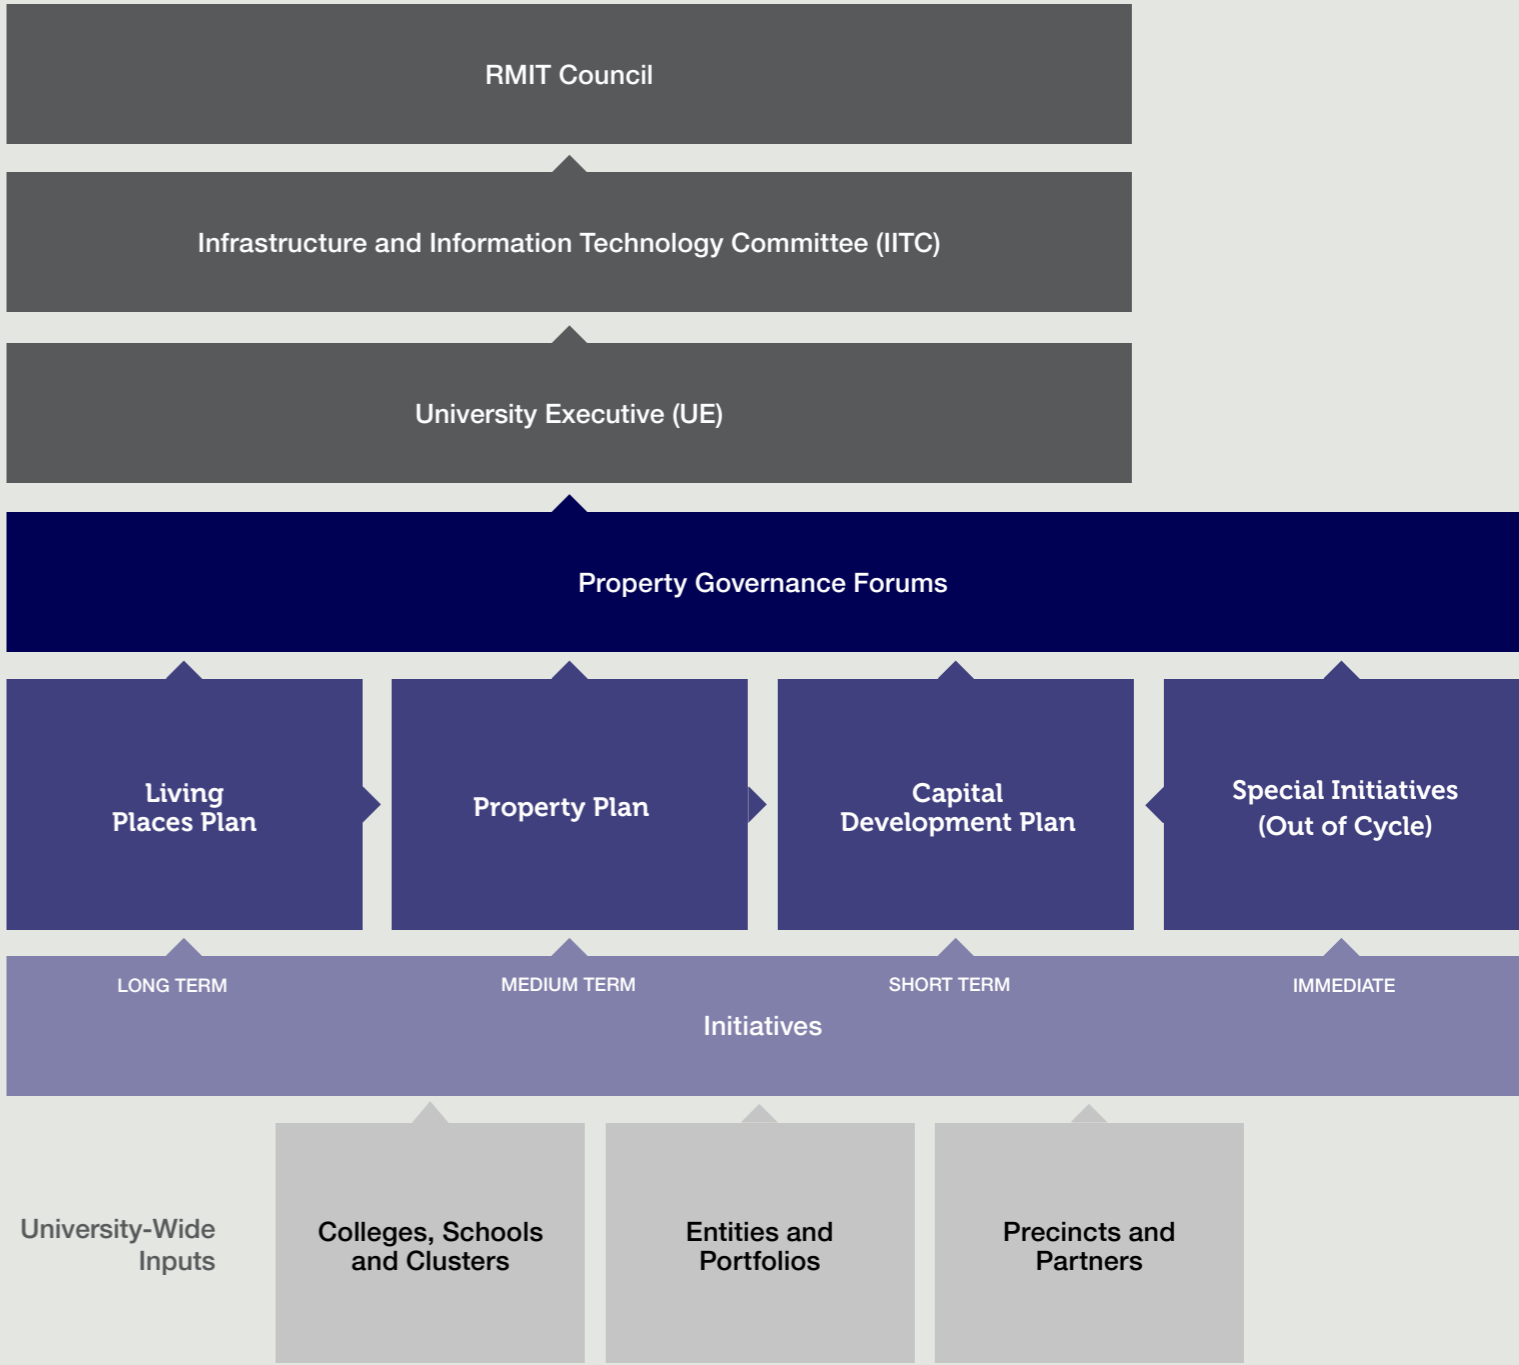 RMIT Council
Infrastructure and Information Technology Committee (IITC)
University Executive (UE)
Property Governance Forums
Living
Places Plan
Property Plan
Capital
Development Plan
Special Initiatives
(Out of Cycle)
LONG TERM
MEDIUM TERM
SHORT TERM
IMMEDIATE
Initiatives
University-Wide
Inputs
Colleges, Schools
and Clusters
Entities and
Portfolios
Precincts and
Partners